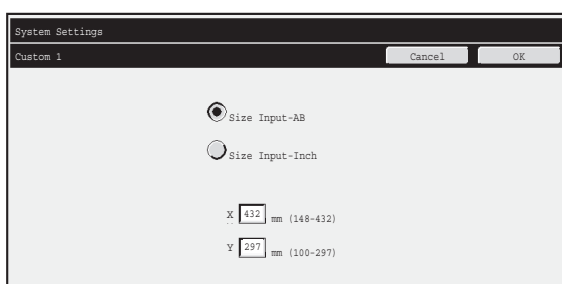 System Settings
Custom 1 Cancel OK
Size Input-AB
Size Input-Inch
X 432 mm (148-432)
Y 297 mm (100-297)